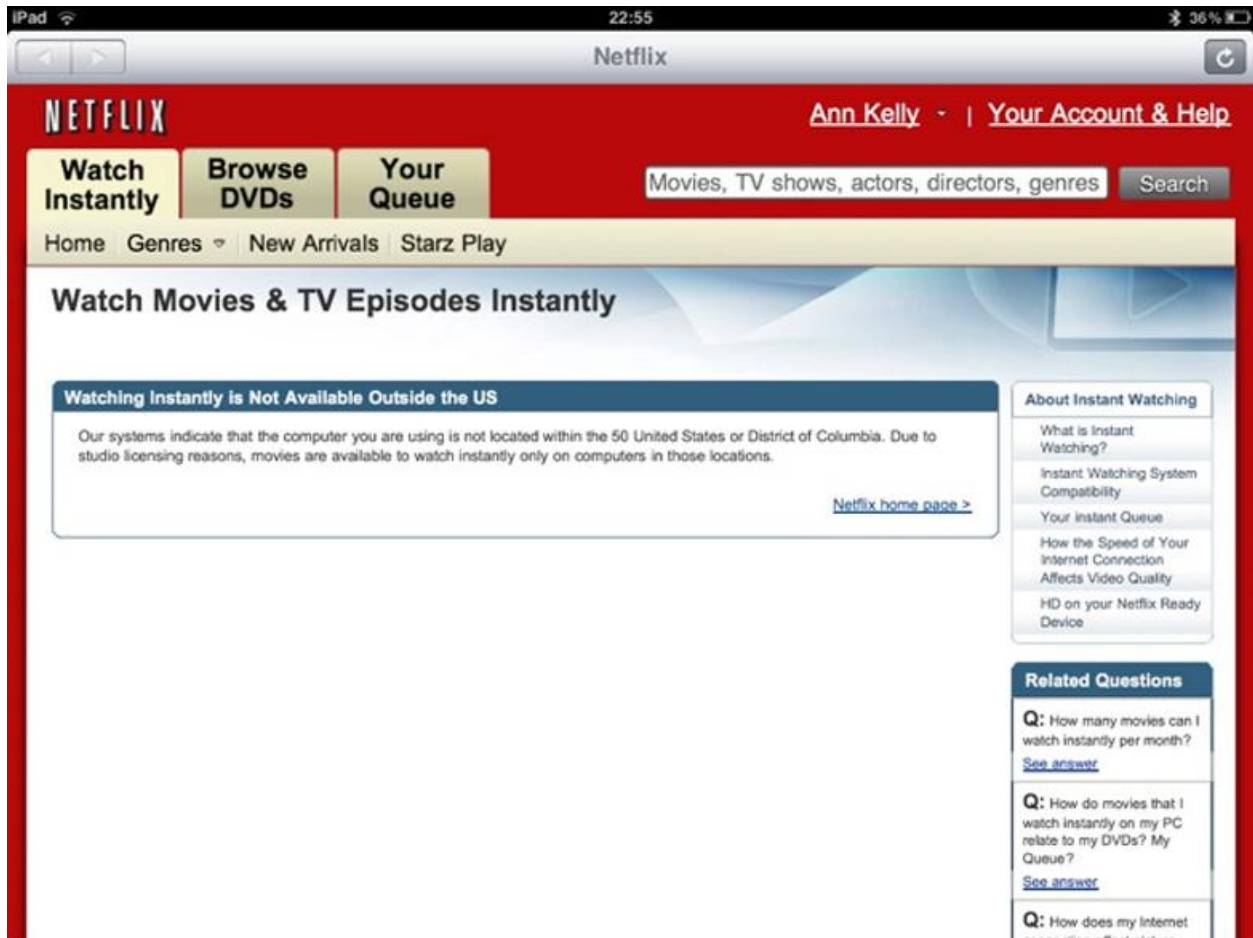 iPad 22:55 36%
Netflix
NETFLIX
Ann Kelly | Your Account & Help
Watch Instantly
Browse DVDs
Your Queue
Movies, TV shows, actors, directors, genres
Search
Home Genres New Arrivals Starz Play
Watch Movies & TV Episodes Instantly
Watching Instantly is Not Available Outside the US
Our systems indicate that the computer you are using is not located within the 50 United States or District of Columbia. Due to
studio licensing reasons, movies are available to watch instantly only on computers in those locations.
Netflix home page >
About Instant Watching
What is Instant
Watching?
Instant Watching System
Compatibility
Your instant Queue
How the Speed of Your
Internet Connection
Affects Video Quality
HD on your Netflix Ready
Device
Related Questions
Q: How many movies can I
watch instantly per month?
See answer
Q: How do movies that I
watch instantly on my PC
relate to my DVDs? My
Queue?
See answer
Q: How does my Internet